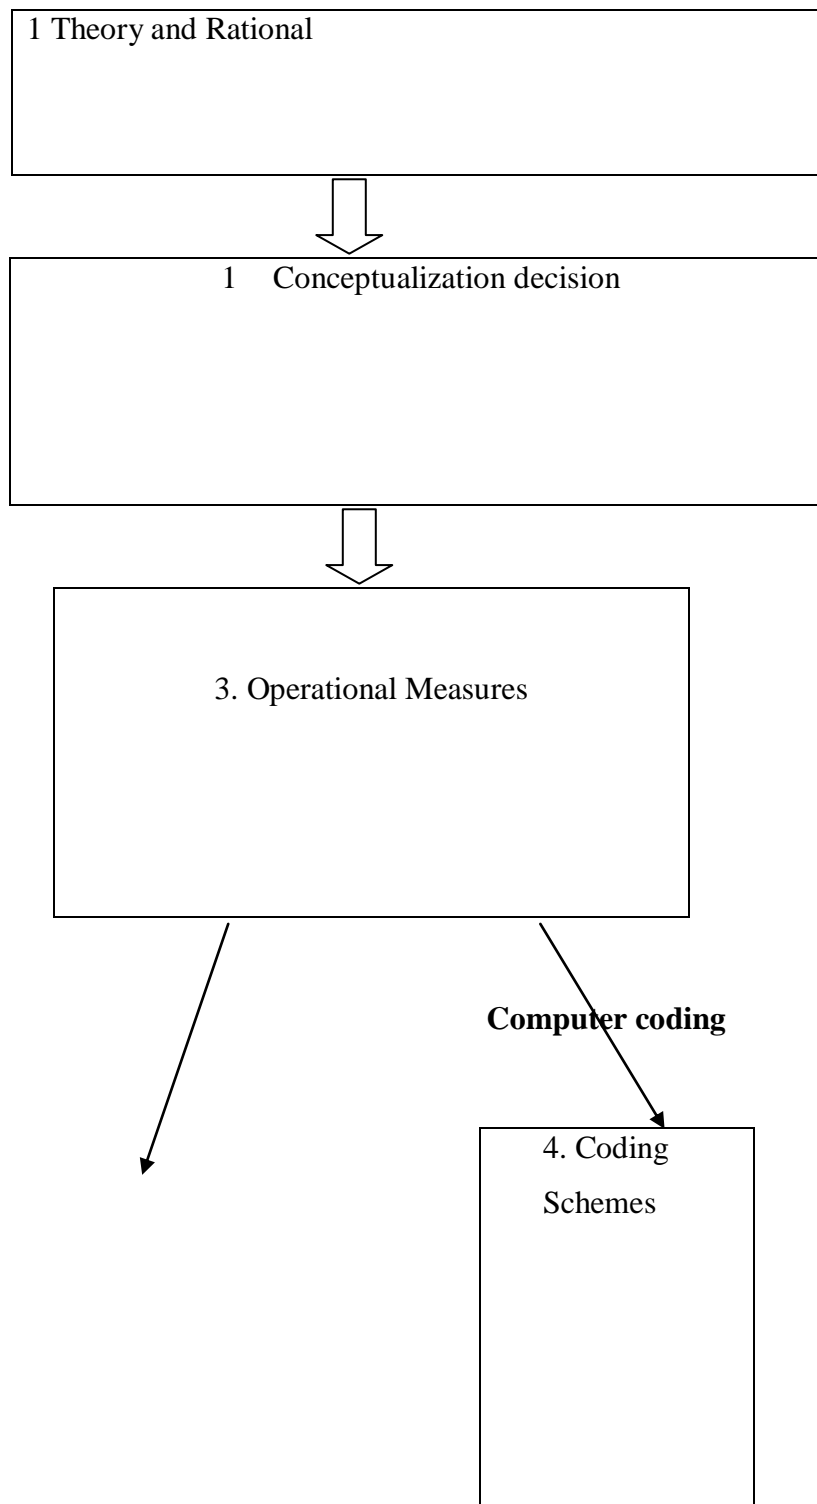 1 Theory and Rational
1 Conceptualization decision
3. Operational Measures
Computer coding
4. Coding
Schemes